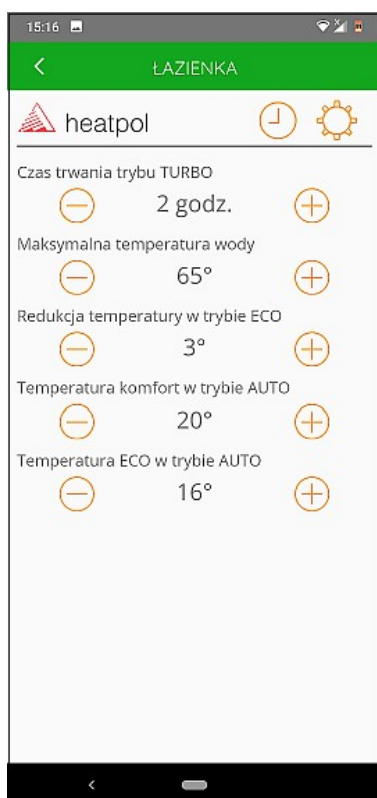 15:16
ŁAZIENKA
heatpol
Czas trwania trybu TURBO
2 godz.
Maksymalna temperatura wody
65°
Redukcja temperatury w trybie ECO
3°
Temperatura komfort w trybie AUTO
20°
Temperatura ECO w trybie AUTO
16°